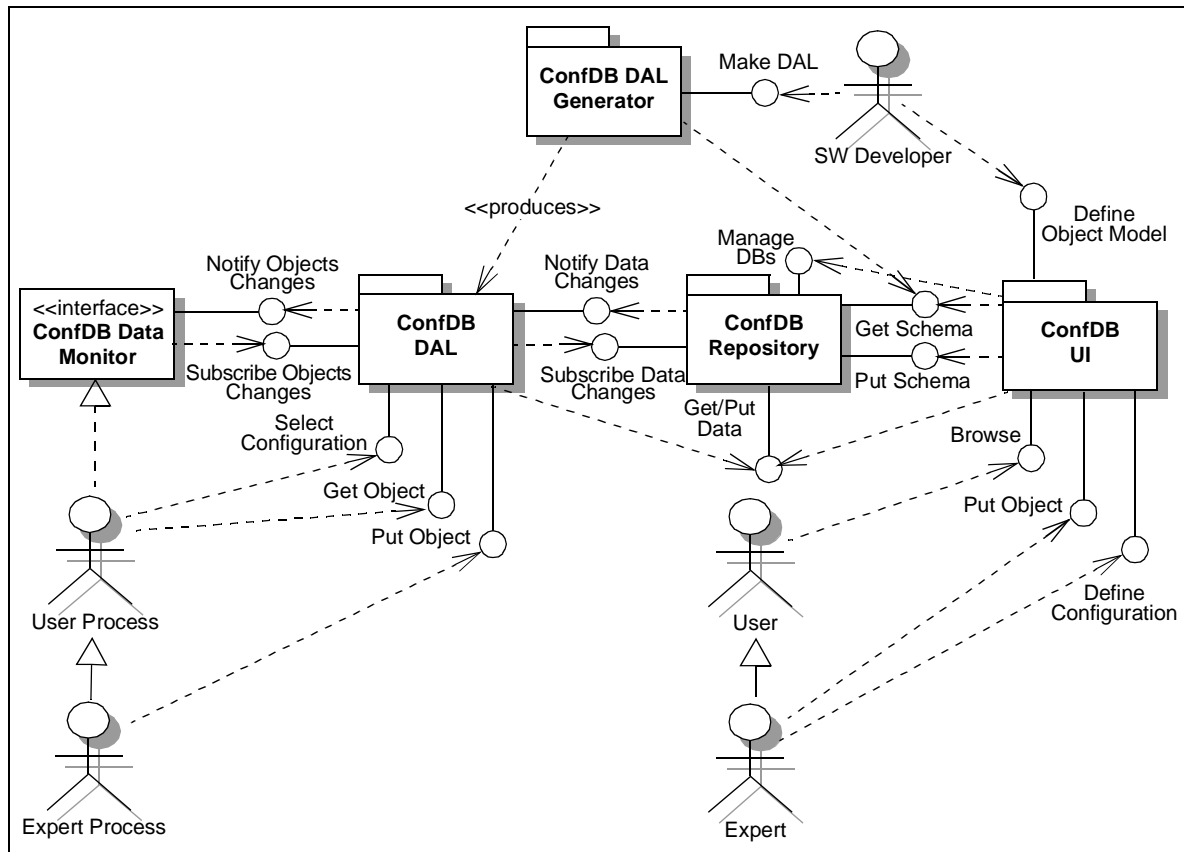 ConfDB DAL
Generator
Make DAL
SW Developer
<<produces>>
Define
Object Model
Manage
DBs
Notify Objects
Changes
Notify Data
Changes
<<interface>>
ConfDB Data
Monitor
ConfDB
DAL
ConfDB
Repository
Get Schema
ConfDB
UI
Subscribe Objects
Changes
Subscribe Data
Changes
Put Schema
Select
Configuration
Get/Put
Data
Browse
Get Object
Put Object
Put Object
Define
Configuration
User Process
User
Expert Process
Expert